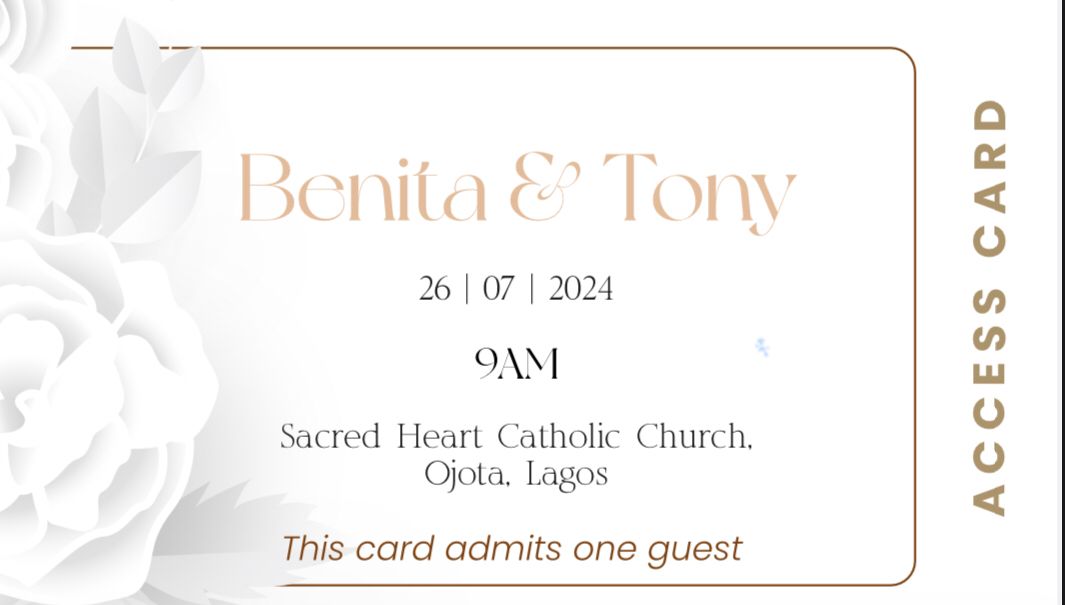 Benita & Tony
26 | 07 | 2024
9AM
Sacred Heart Catholic Church,
Ojota, Lagos
This card admits one guest
ACCESS CARD